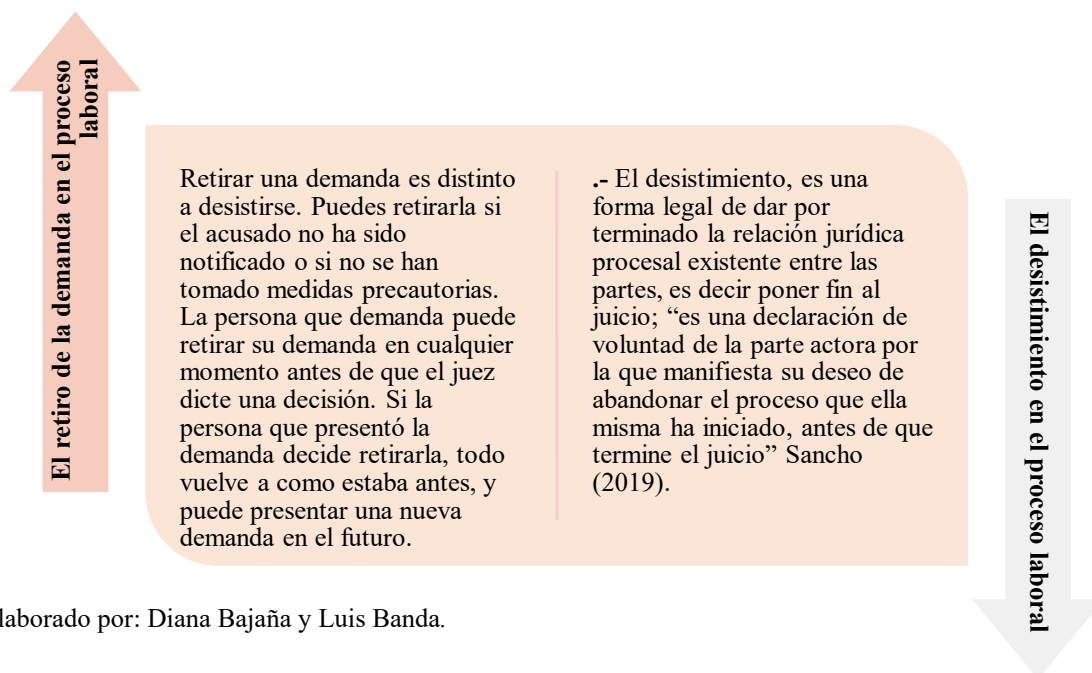 El retiro de la demanda en el proceso
laboral
Retirar una demanda es distinto
a desistirse. Puedes retirarla si
el acusado no ha sido
notificado o si no se han
tomado medidas precautorias.
La persona que demanda puede
retirar su demanda en cualquier
momento antes de que el juez
dicte una decisión. Si la
persona que presentó la
demanda decide retirarla, todo
vuelve a como estaba antes, y
puede presentar una nueva
demanda en el futuro.
.- El desistimiento, es una
forma legal de dar por
terminado la relación jurídica
procesal existente entre las
partes, es decir poner fin al
juicio; “es una declaración de
voluntad de la parte actora por
la que manifiesta su deseo de
abandonar el proceso que ella
misma ha iniciado, antes de que
termine el juicio” Sancho
(2019).
El desistimiento en el proceso laboral
laborado por: Diana Bajaña y Luis Banda.